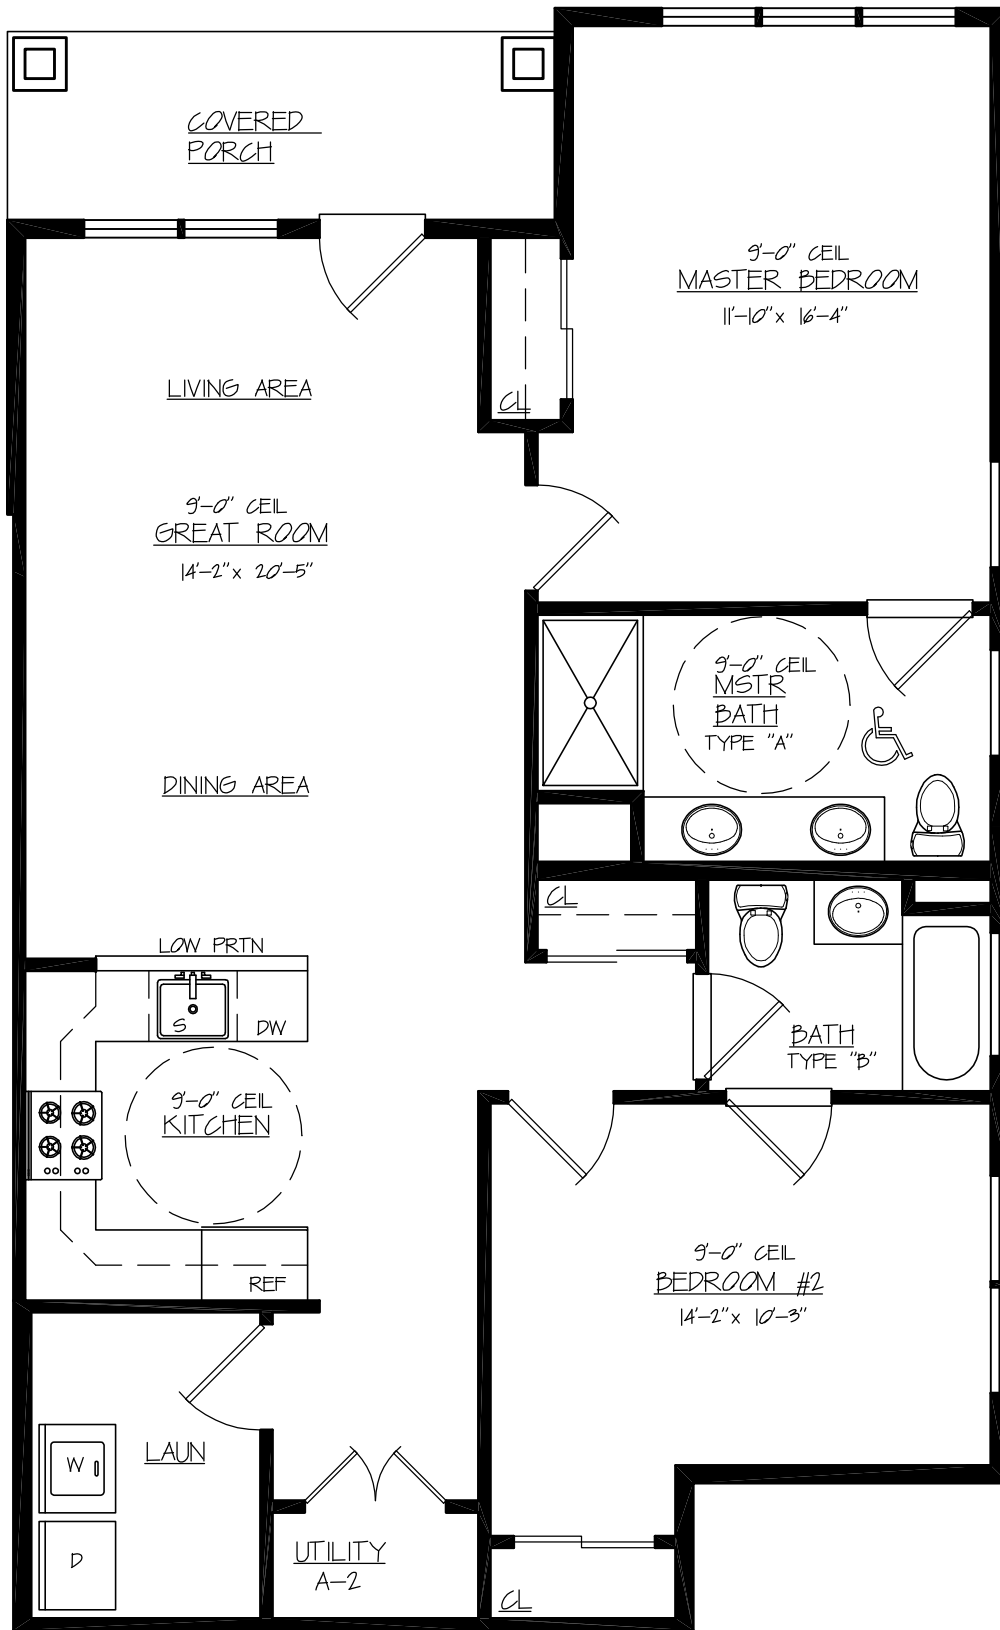 COVERED
PORCH
9'-0" CEIL
MASTER BEDROOM
11'-10" x 16'-4"
LIVING AREA
CL
9'-0" CEIL
GREAT ROOM
14'-2" x 20'-5"
9'-0" CEIL
MSTR
BATH
TYPE "A"
DINING AREA
CL
LOW PRTN
S
DW
BATH
TYPE "B"
9'-0" CEIL
KITCHEN
REF
9'-0" CEIL
BEDROOM #2
14'-2" x 10'-3"
LAUN
W
D
UTILITY
A-2
CL